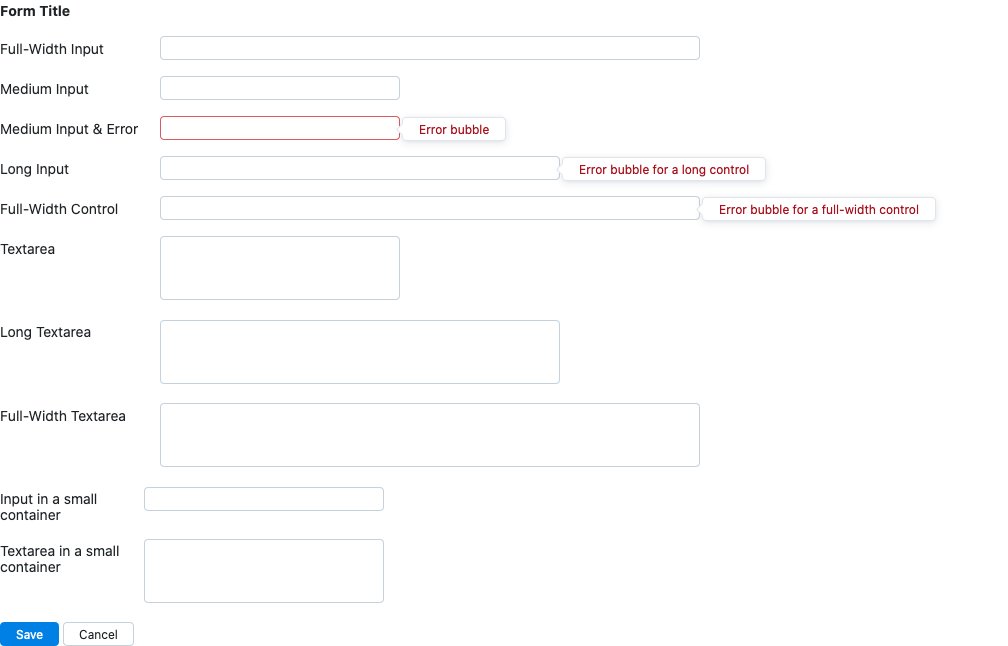 Form Title
Full-Width Input
Medium Input
Medium Input & Error
Error bubble
Long Input
Error bubble for a long control
Full-Width Control
Error bubble for a full-width control
Textarea
Long Textarea
Full-Width Textarea
Input in a small
container
Textarea in a small
container
Save
Cancel